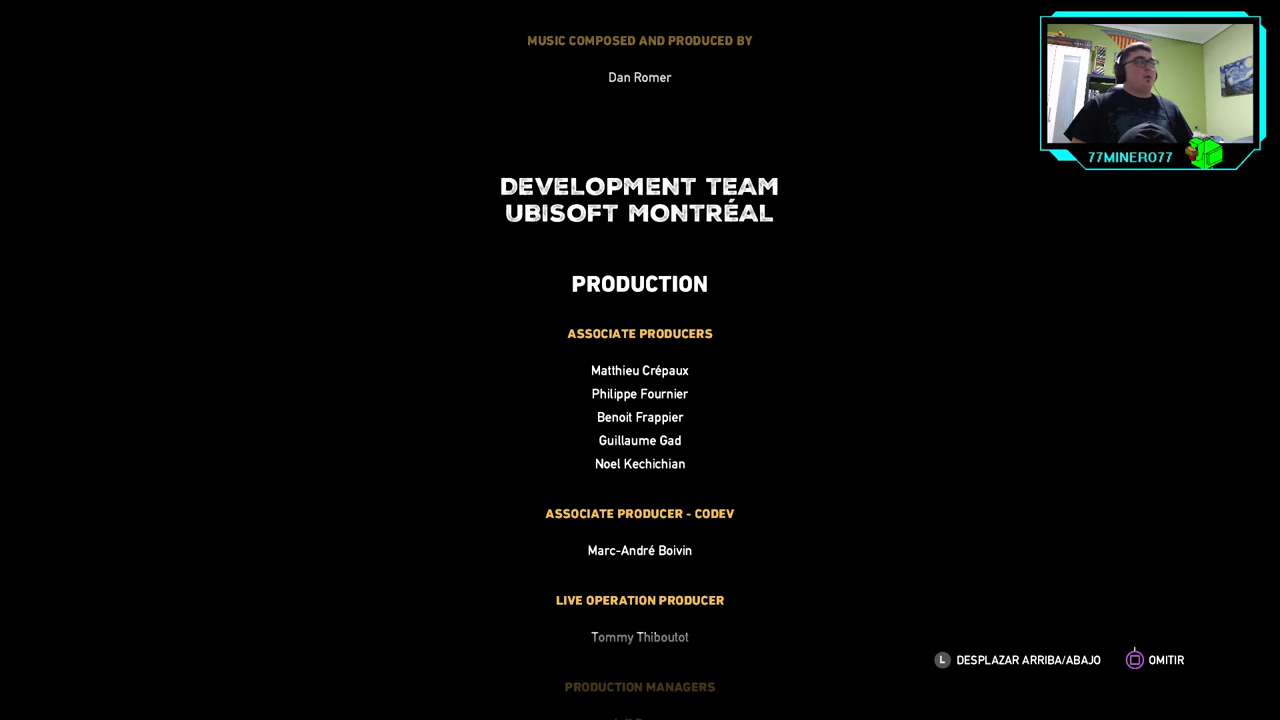 MUSIC COMPOSED AND PRODUCED BY
Dan Romer
DEVELOPMENT TEAM
UBISOFT MONTRÉAL
PRODUCTION
ASSOCIATE PRODUCERS
Matthieu Crépaux
Philippe Fournier
Benoit Frappier
Guillaume Gad
Noel Kechichian
ASSOCIATE PRODUCER - CODEV
Marc-André Boivin
LIVE OPERATION PRODUCER
Tommy Thiboutot
PRODUCTION MANAGERS
77MINERO77
L DESPLAZAR ARRIBA/ABAJO
OMITIR